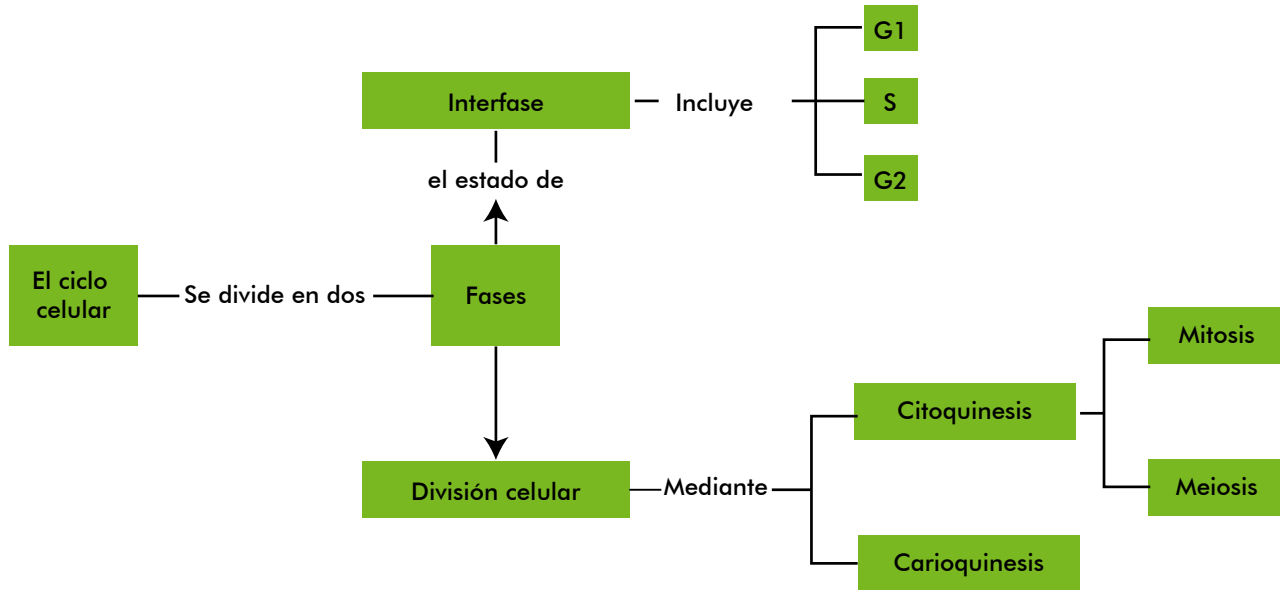 El ciclo
celular
Se divide en dos
Fases
el estado de
Interfase
Incluye
G1
S
G2
División celular
Mediante
Citoquinesis
Mitosis
Meiosis
Carioquinesis